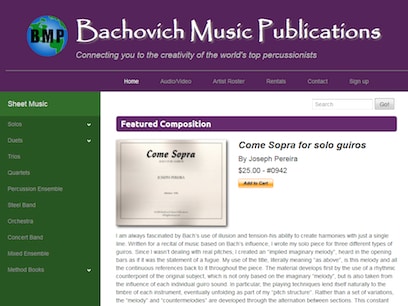 BMP
Bachovich Music Publications
Connecting you to the creativity of the world's top percussionists
Home
Audio/Video
Artist Roster
Rentals
Contact
Sign up
Search
Go!
Sheet Music
Solos
Duets
Trios
Quartets
Percussion Ensemble
Steel Band
Orchestra
Concert Band
Mixed Ensemble
Method Books
Featured Composition
Come Sopra
JOSEPH PEREIRA
Come Sopra for solo guiros
By Joseph Pereira
$25.00 - #0942
Add to Cart
I am always fascinated by Bach's use of illusion and tension his ability to create harmonies with just a single
line. Written for a recital of music based on Bach's influence, I wrote my solo piece for three different types of
guiros. Since I wasn't dealing with real pitches, I created an "implied imaginary melody", heard in the opening
bars as if it was the statement of a fugue. My use of the title, literally meaning "as above", is this melody and all
the continuous references back to it throughout the piece. The material develops first by the use of a rhythmic
counterpoint of the original subject, which is not only based on the imaginary "melody", but is also taken from
the influence of each individual guiro sound. In particular, the playing techniques lend itself naturally to the
timbre of each instrument, eventually unfolding as part of my "pitch structure". Rather than a set of variations,
the "melody" and "countermelodies" are developed through the alternation between sections. This constant